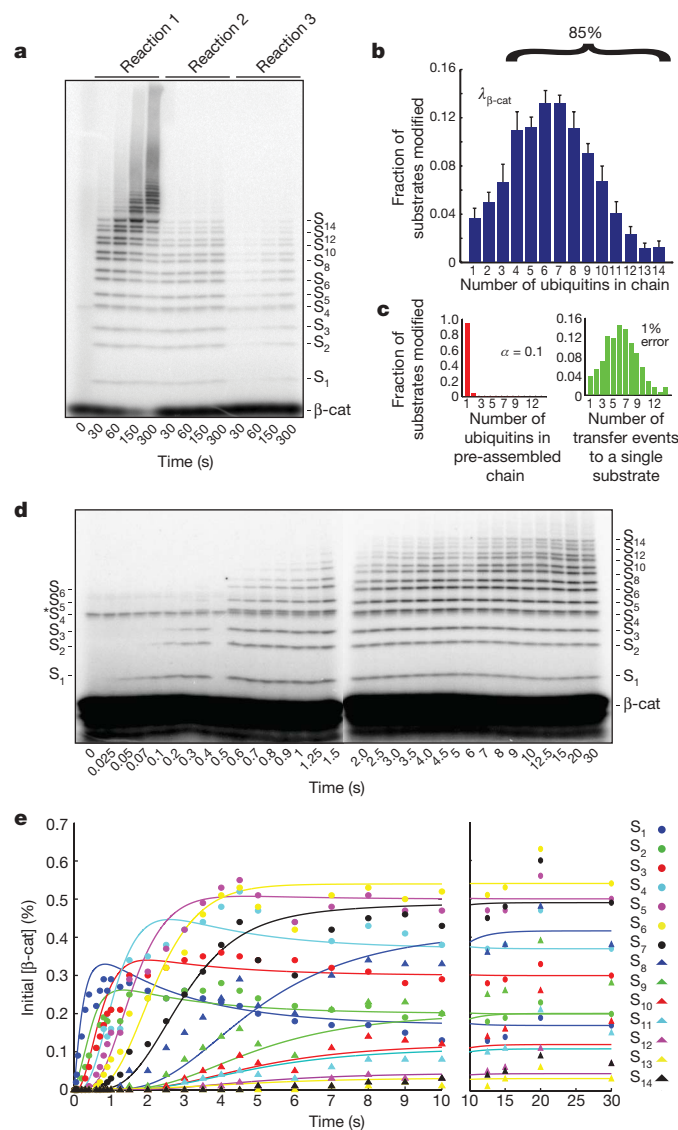 a
Reaction 1
Reaction 2
Reaction 3
S14
S12
S10
S8
S6
S5
S4
S3
S2
S1
β-cat
0 30 60 150 300 30 60 150 300 30 60 150 300
Time (s)
b
85%
λβ-cat
Fraction of
substrates modified
0.16
0.12
0.08
0.04
1 2 3 4 5 6 7 8 9 10 11 12 13 14
Number of ubiquitins in chain
c
Fraction of
substrates modified
1.0
0.8
0.6
0.4
0.2
0
α = 0.1
1 3 5 7 9 12
Number of
ubiquitins in
pre-assembled
chain
0.16
0.12
0.08
0.04
0
1%
error
1 3 5 7 9 12
Number of
transfer events
to a single
substrate
d
S6
S5
*
S4
S3
S2
S1
S14
S12
S10
S8
S6
S5
S4
S3
S2
S1
β-cat
0 0.025 0.05 0.07 0.1 0.2 0.3 0.4 0.5 0.6 0.7 0.8 0.9 1 1.25 1.5 2.0 2.5 3.0 3.5 4.0 4.5 5 6 7 8 9 10 12.5 15 20 30
Time (s)
e
Initial [β-cat] (%)
0.7
0.6
0.5
0.4
0.3
0.2
0.1
0
0 1 2 3 4 5 6 7 8 9 10
10 15 20 25 30
Time (s)
S1
S2
S3
S4
S5
S6
S7
S8
S9
S10
S11
S12
S13
S14